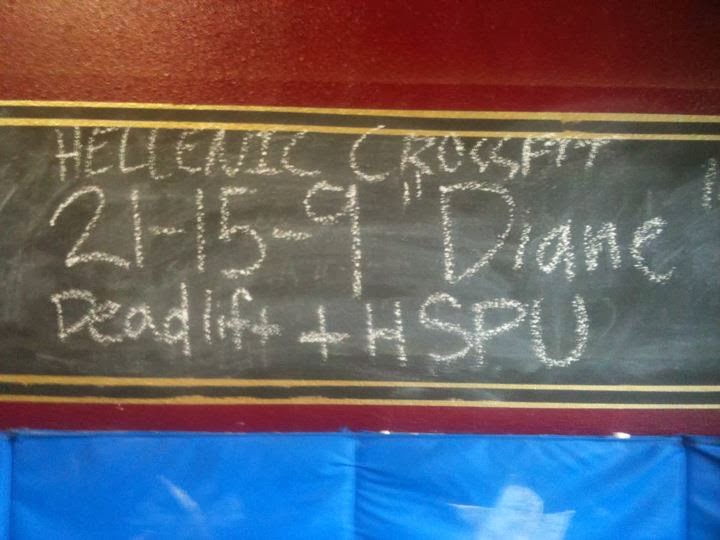 HELLENIC CROSSFIT
21-15-9 "Diane"
Deadlift + HSPU